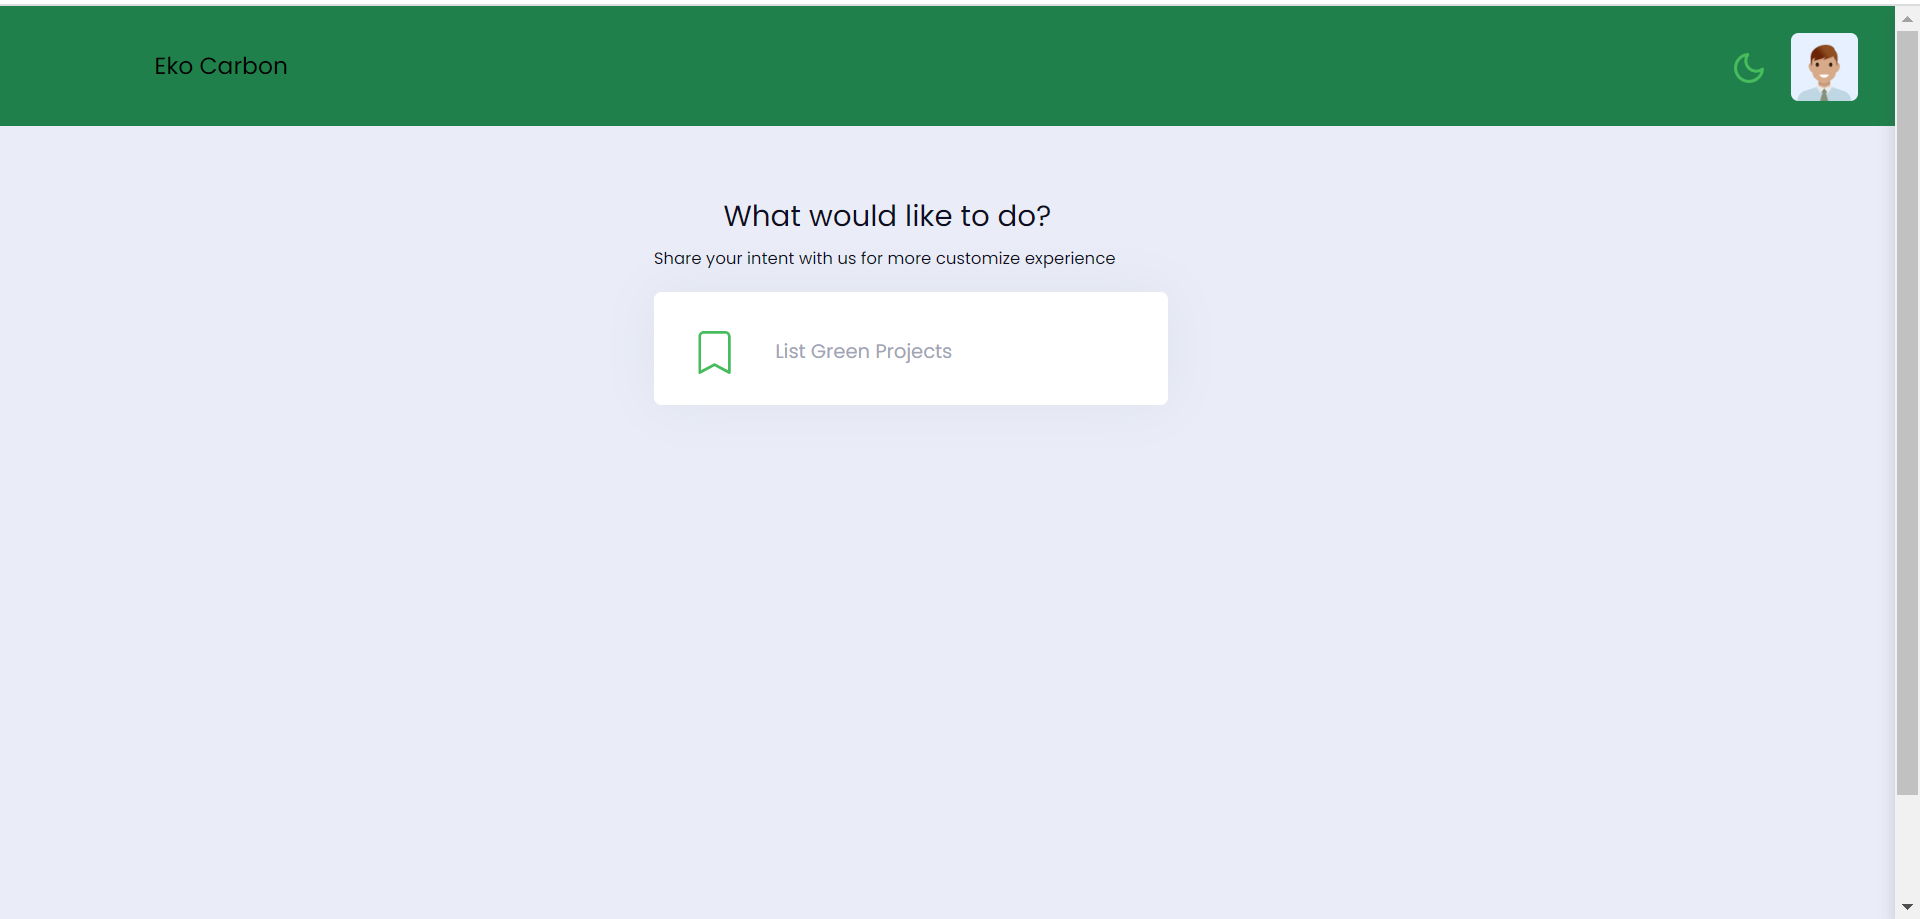 Eko Carbon
What would like to do?
Share your intent with us for more customize experience
List Green Projects